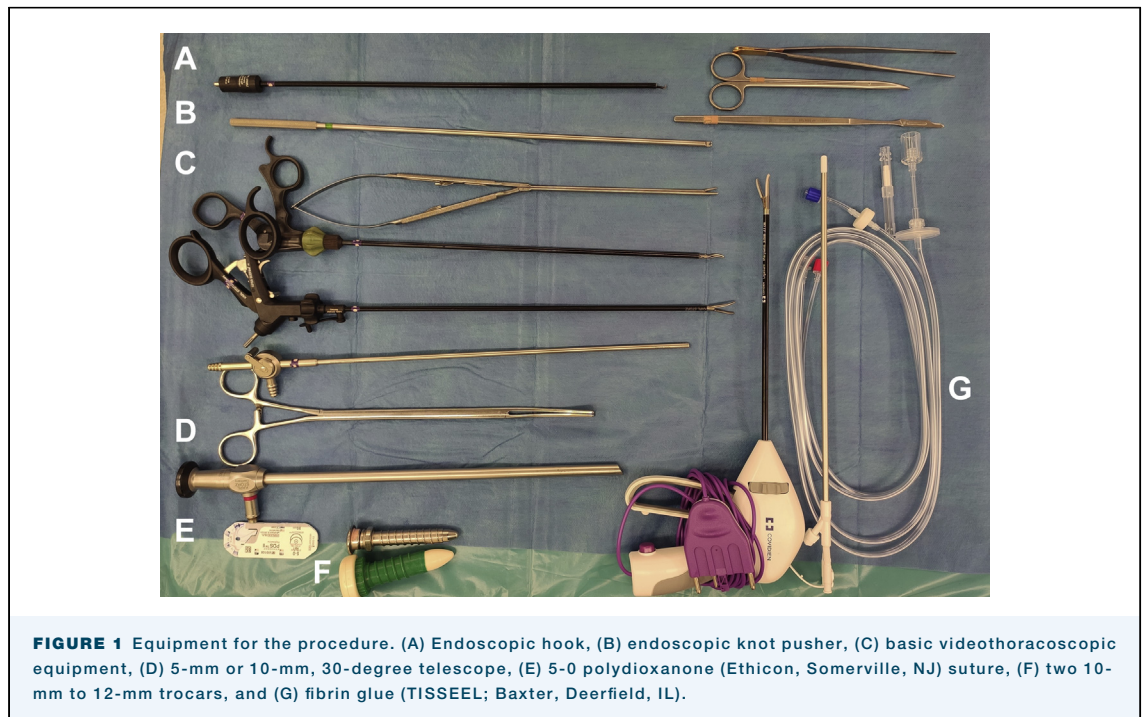 A
B
C
D
E
F
G
COVIDIEN
FIGURE 1 Equipment for the procedure. (A) Endoscopic hook, (B) endoscopic knot pusher, (C) basic videothoracoscopic
equipment, (D) 5-mm or 10-mm, 30-degree telescope, (E) 5-0 polydioxanone (Ethicon, Somerville, NJ) suture, (F) two 10-
mm to 12-mm trocars, and (G) fibrin glue (TISSEEL; Baxter, Deerfield, IL).